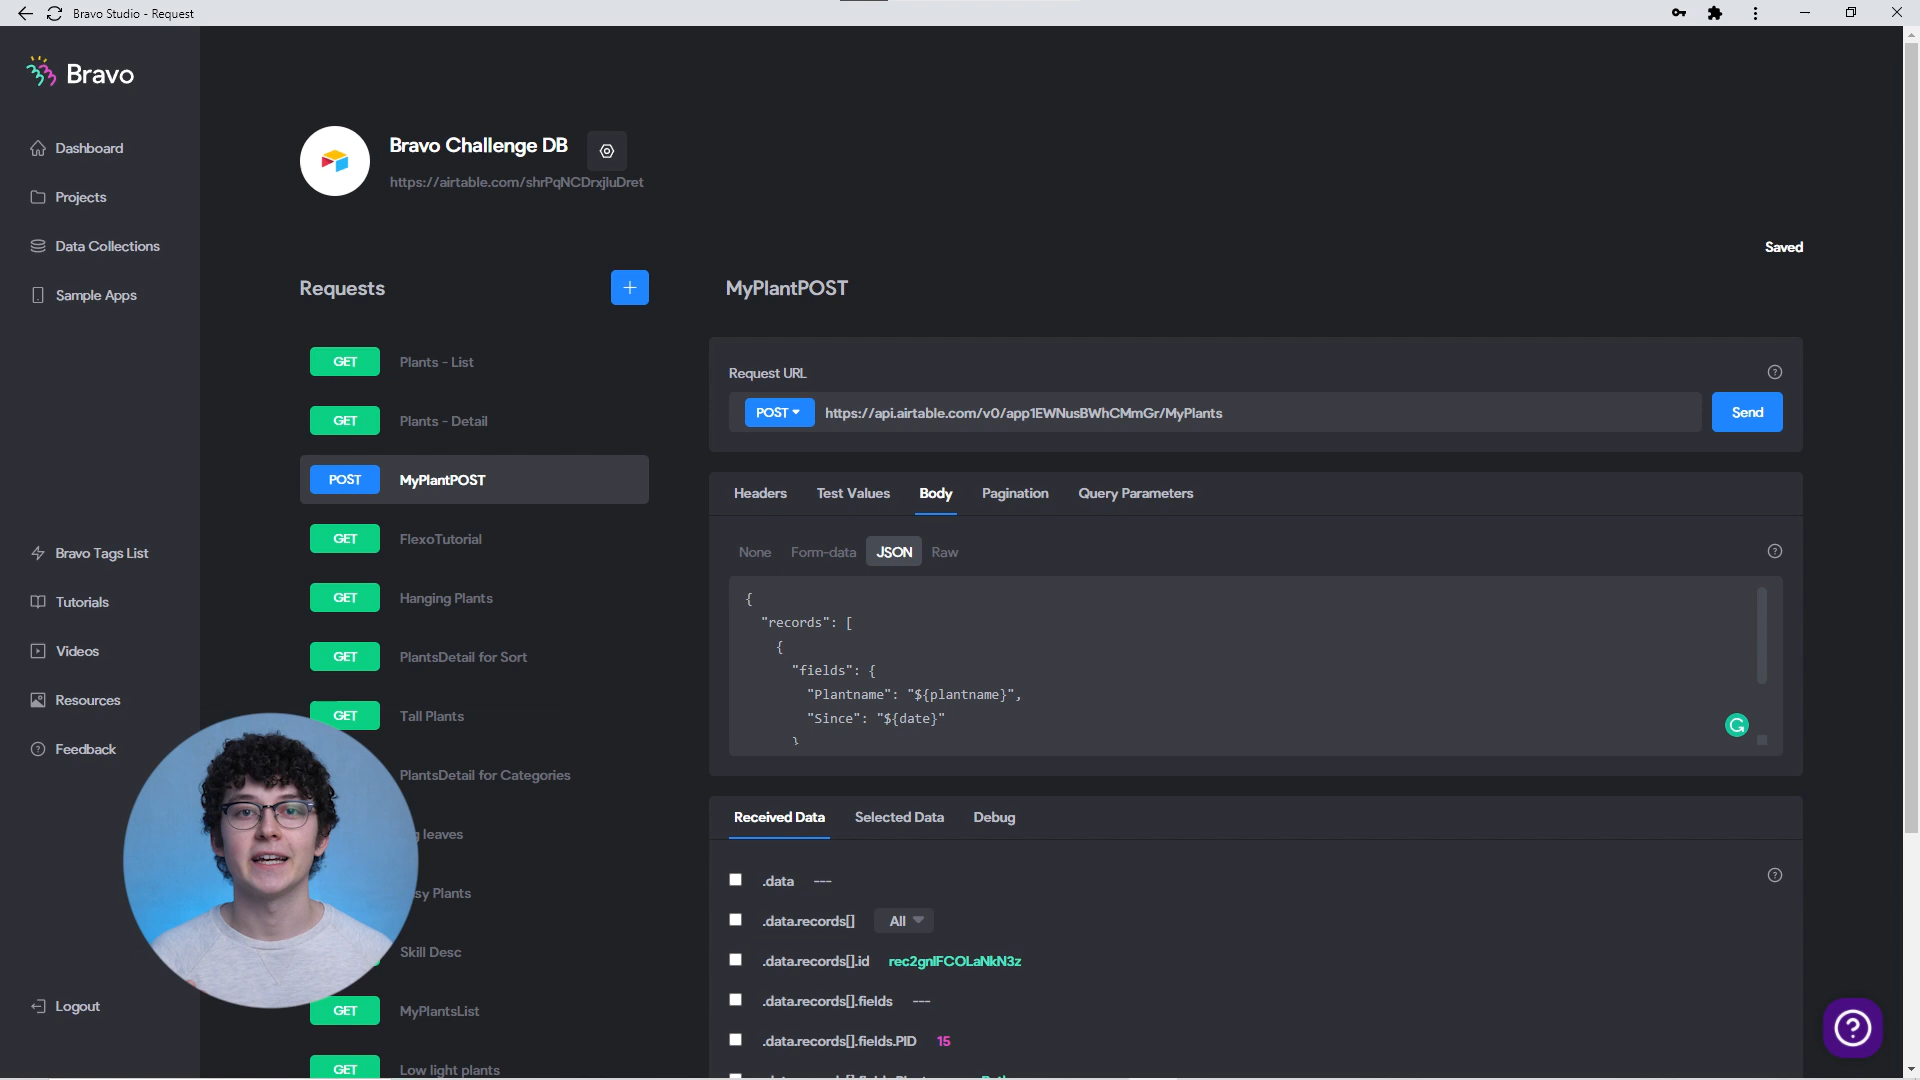 Bravo Studio - Request
Bravo
Dashboard
Projects
Data Collections
Sample Apps
Bravo Tags List
Tutorials
Videos
Resources
Feedback
Logout
Bravo Challenge DB
https://airtable.com/shrPqNCDrxjluDret
Saved
Requests
+
GET Plants - List
GET Plants - Detail
POST MyPlantPOST
GET FlexoTutorial
GET Hanging Plants
GET PlantsDetail for Sort
GET Tall Plants
PlantsDetail for Categories
leaves
Plants
Skill Desc
GET MyPlantsList
GET Low light plants
MyPlantPOST
Request URL
POST https://api.airtable.com/v0/app1EWNusBWhCMmGr/MyPlants
Send
Headers Test Values Body Pagination Query Parameters
None Form-data JSON Raw
{
"records": [
{
"fields": {
"Plantname": "${plantname}",
"Since": "${date}"
}
Received Data Selected Data Debug
.data ---
.data.records[] All
.data.records[].id rec2gnIFCOLaNkN3z
.data.records[].fields ---
.data.records[].fields.PID 15